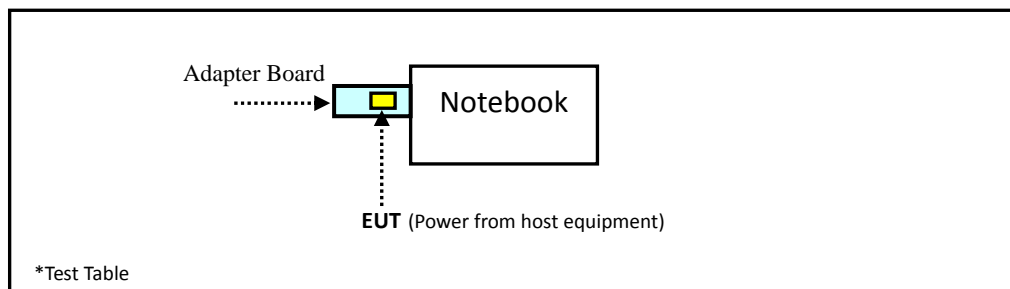 Adapter Board
Notebook
EUT (Power from host equipment)
*Test Table